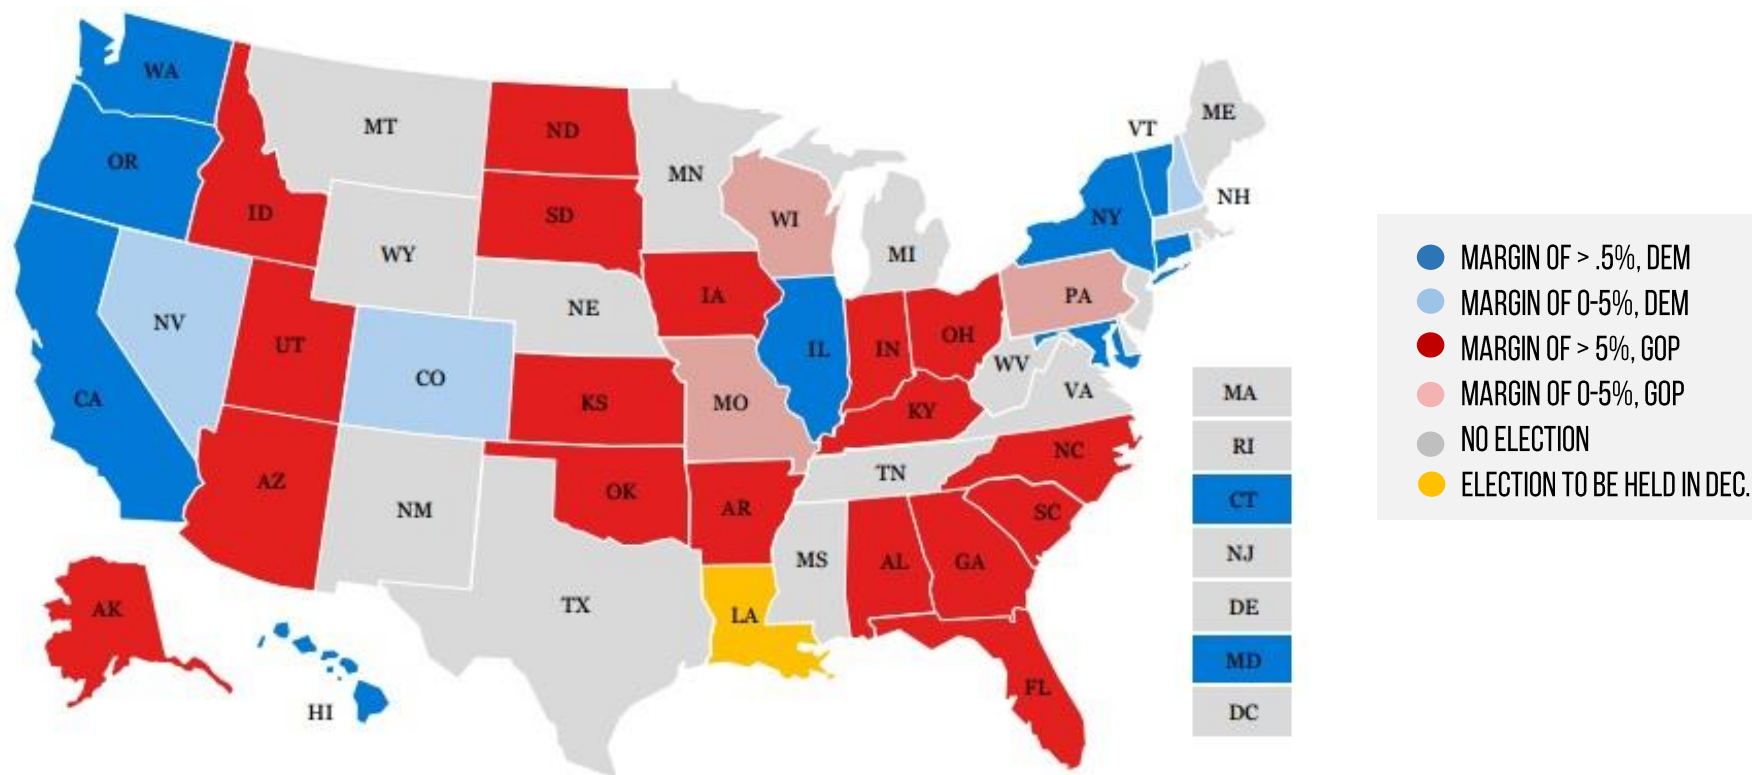 WA
MT
ND
MN
VT
ME
OR
ID
SD
WI
NY
NH
WY
MI
NV
UT
NE
IA
PA
CO
IL
IN
OH
WV
VA
CA
KS
MO
KY
AZ
NM
OK
AR
TN
NC
SC
MS
AL
GA
TX
LA
AK
HI
FL
MA
RI
CT
NJ
DE
MD
DC
MARGIN OF > .5%, DEM
MARGIN OF 0-5%, DEM
MARGIN OF > 5%, GOP
MARGIN OF 0-5%, GOP
NO ELECTION
ELECTION TO BE HELD IN DEC.